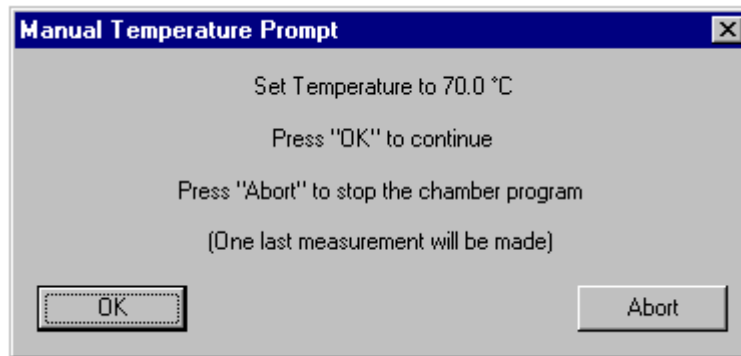 Manual Temperature Prompt
Set Temperature to 70.0 °C
Press "OK" to continue
Press "Abort" to stop the chamber program
(One last measurement will be made)
OK
Abort